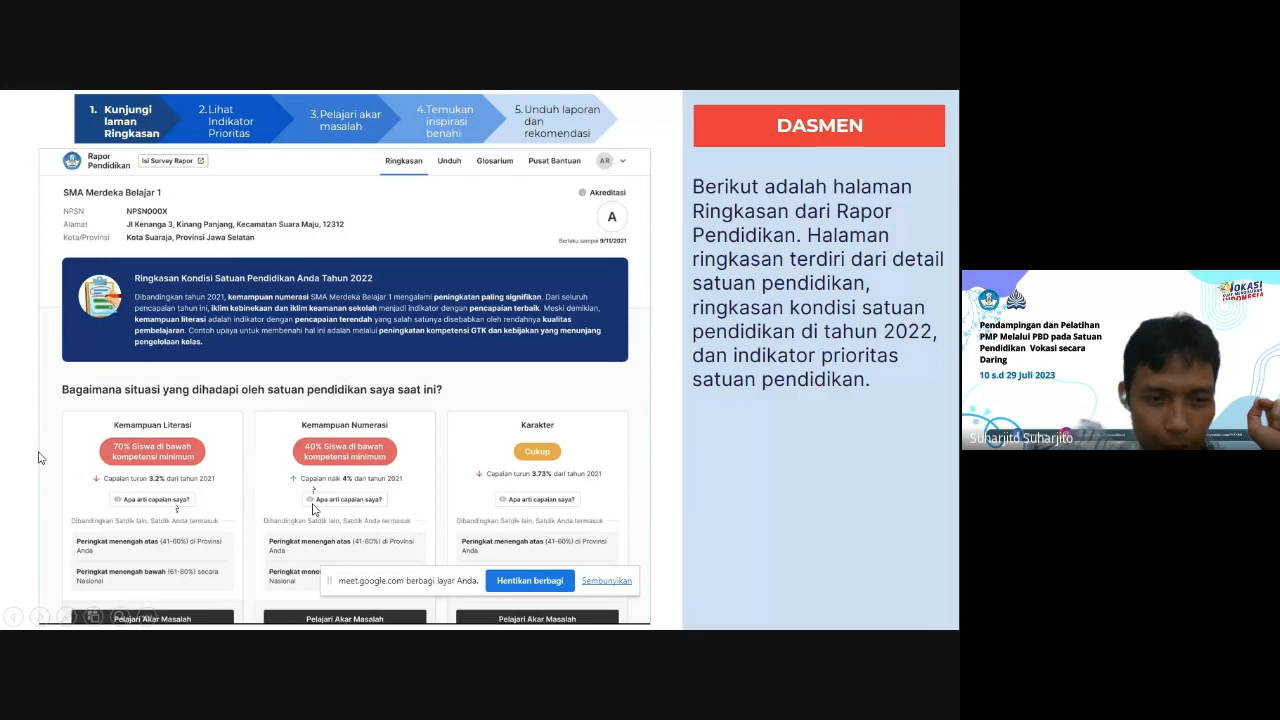 1. Kunjungi
laman
Ringkasan
2.Lihat
Indikator
Prioritas
3.Pelajari akar
masalah
4.Temukan
inspirasi
benahi
5. Unduh laporan
dan
rekomendasi
Rapor
Pendidikan
Isi Survey Rapor
Ringkasan
Unduh
Glosarium
Pusat Bantuan
AR
SMA Merdeka Belajar 1
Akreditasi
NPSN NPSN000X
A
Alamat Jl Kenanga 3, Kinang Panjang, Kecamatan Suara Maju, 12312
Kota/Provinsi Kota Suaraja, Provinsi Jawa Selatan
Berlaku sampai 9/11/2021
Ringkasan Kondisi Satuan Pendidikan Anda Tahun 2022
Dibandingkan tahun 2021, kemampuan numerasi SMA Merdeka Belajar 1 mengalami peningkatan paling signifikan. Dari seluruh
pencapaian tahun ini, iklim kebinekaan dan iklim keamanan sekolah menjadi indikator dengan pencapaian terbaik. Meski demikian,
kemampuan literasi adalah indikator dengan pencapaian terendah yang salah satunya disebabkan oleh rendahnya kualitas
pembelajaran. Contoh upaya untuk membenahi hal ini adalah melalui peningkatan kompetensi GTK dan kebijakan yang menunjang
pengelolaan kelas.
Bagaimana situasi yang dihadapi oleh satuan pendidikan saya saat ini?
Kemampuan Literasi
70% Siswa di bawah
kompetensi minimum
Capaian turun 3.2% dari tahun 2021
Apa arti capaian saya?
Dibandingkan Satdik lain, Satdik Anda termasuk
Peringkat menengah atas (41-60%) di Provinsi
Anda
Peringkat menengah bawah (61-80%) secara
Nasional
Pelajari Akar Masalah
Kemampuan Numerasi
40% Siswa di bawah
kompetensi minimum
Capaian naik 4% dari tahun 2021
Apa arti capaian saya?
Dibandingkan Satdik lain, Satdik Anda termasuk
Peringkat menengah atas (41-60%) di Provinsi
Anda
Nasional
Pelajari Akar Masalah
Karakter
Cukup
Capaian turun 3.73% dari tahun 2021
Apa arti capaian saya?
Dibandingkan Satdik lain, Satdik Anda termasuk
Peringkat menengah atas (41-60%) di Provinsi
Anda
Pelajari Akar Masalah
meet.google.com berbagi layar Anda.
Hentikan berbagi
Sembunyikan
DASMEN
Berikut adalah halaman
Ringkasan dari Rapor
Pendidikan. Halaman
ringkasan terdiri dari detail
satuan pendidikan,
ringkasan kondisi satuan
pendidikan di tahun 2022,
dan indikator prioritas
satuan pendidikan.
Pendampingan dan Pelatihan
PMP Melalui PBD pada Satuan
Pendidikan Vokasi secara
Daring
10 s.d 29 Juli 2023
Suharjito Suharjito